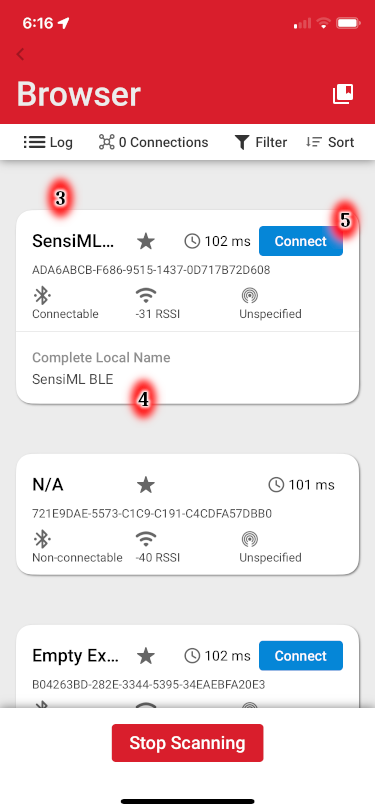 6:16
Browser
Log 0 Connections Filter Sort
3
5
SensiML... 102 ms Connect
ADA6ABCB-F686-9515-1437-0D717B72D608
Connectable -31 RSSI Unspecified
Complete Local Name
SensiML BLE
4
N/A 101 ms
721E9DAE-5573-C1C9-C191-C4CDFA57DBB0
Non-connectable -40 RSSI Unspecified
Empty Ex... 102 ms Connect
B04263BD-282E-3344-5395-34EAEBFA20E3
Stop Scanning